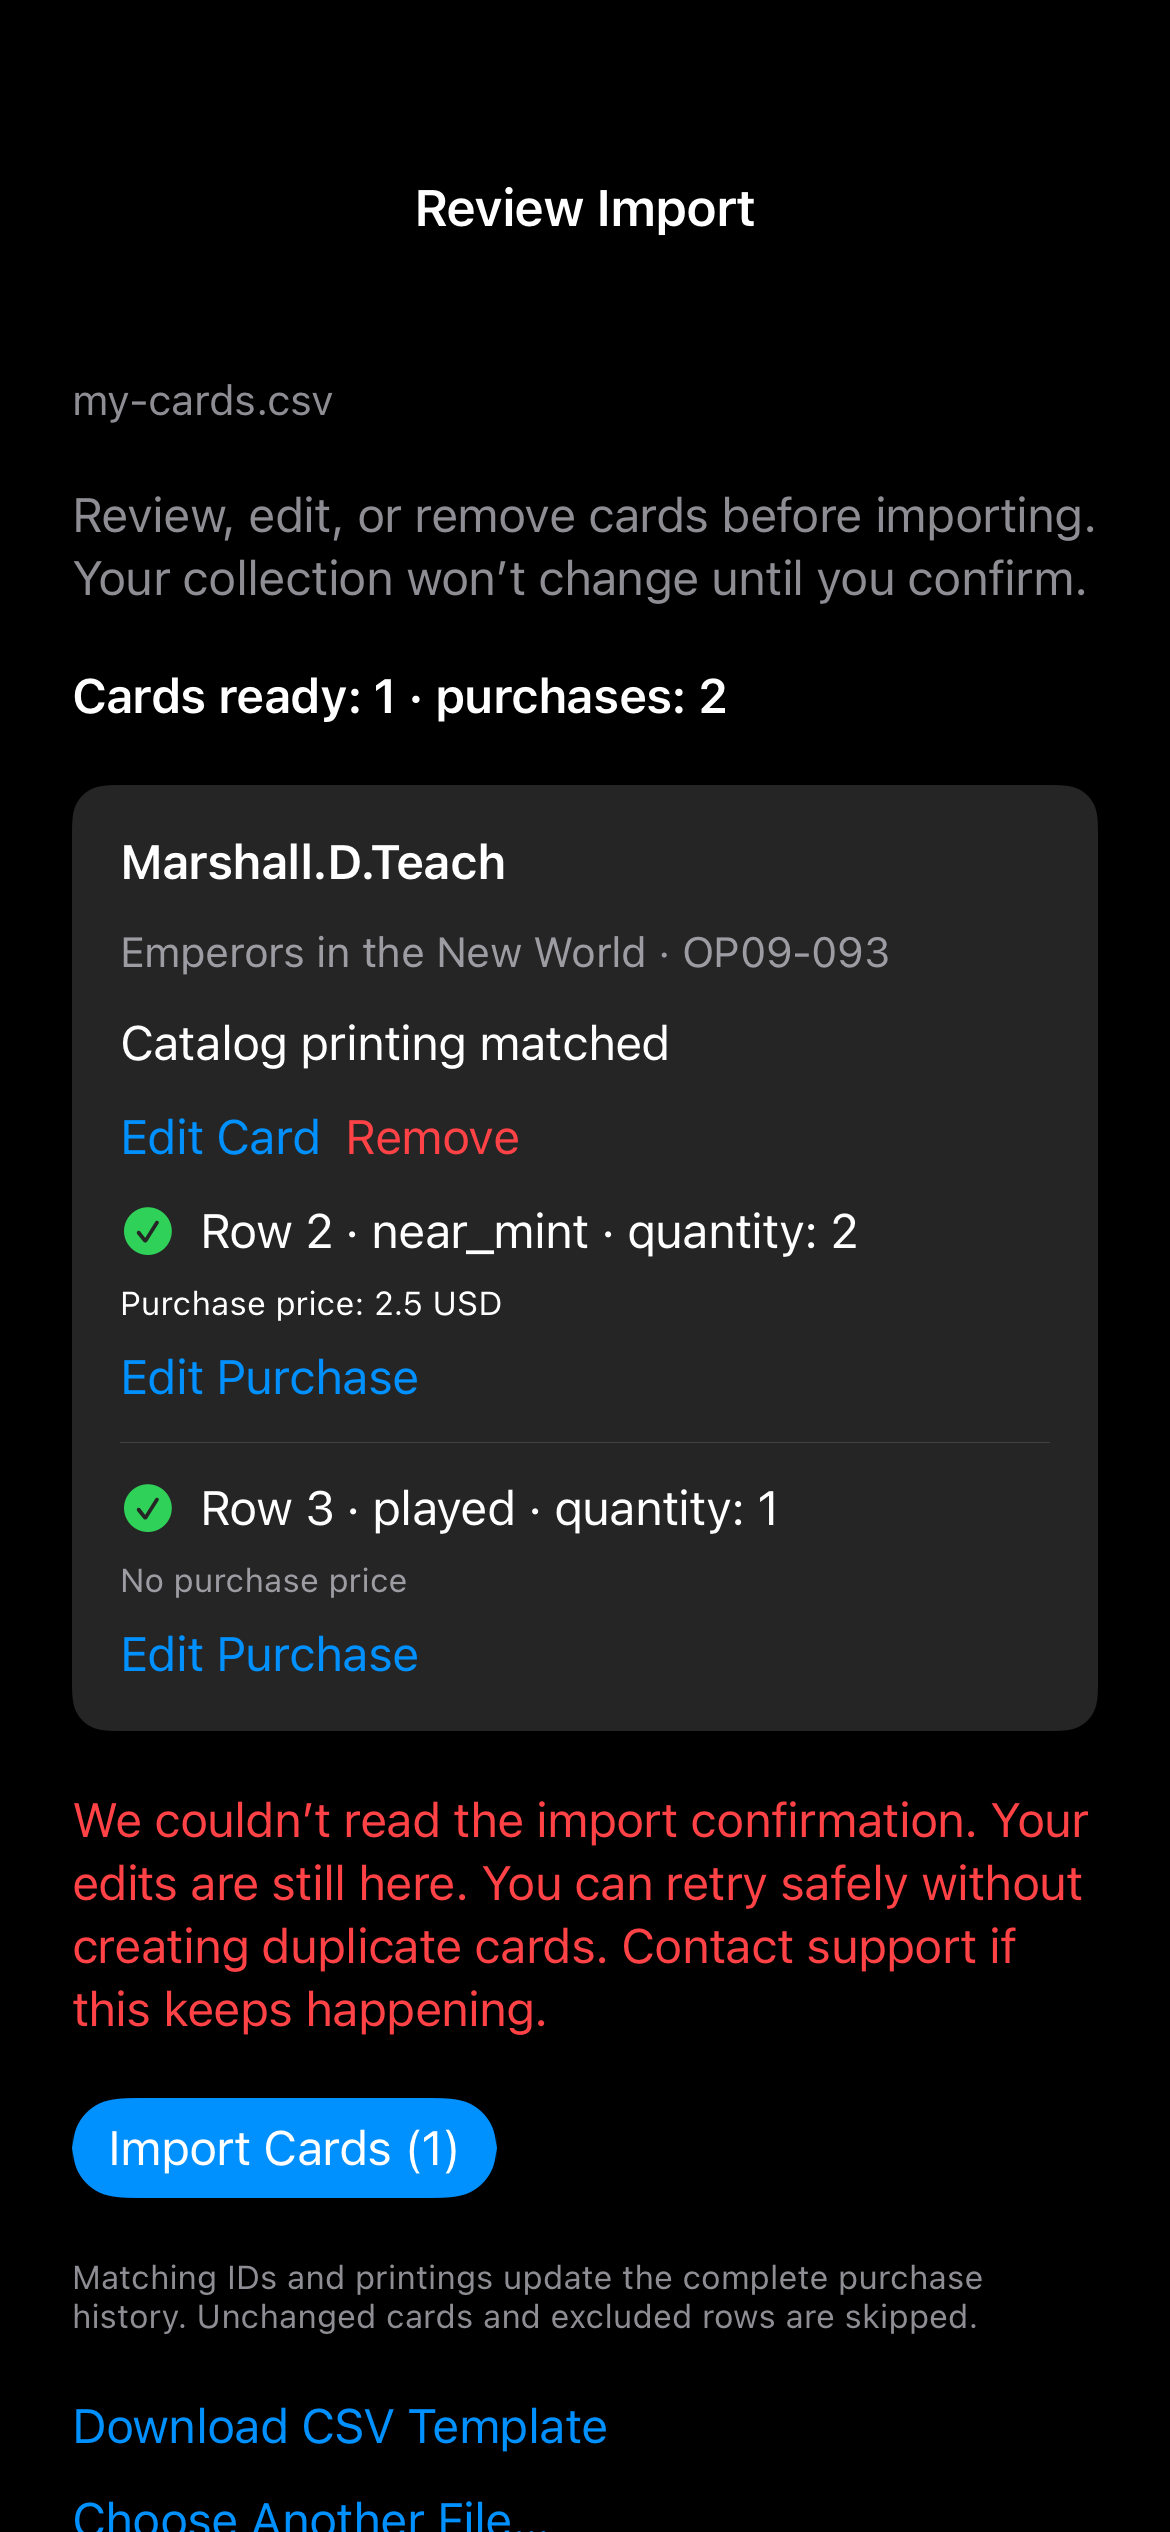 Review Import
my-cards.csv
Review, edit, or remove cards before importing.
Your collection won’t change until you confirm.
Cards ready: 1 · purchases: 2
Marshall.D.Teach
Emperors in the New World · OP09-093
Catalog printing matched
Edit Card Remove
Row 2 · near_mint · quantity: 2
Purchase price: 2.5 USD
Edit Purchase
Row 3 · played · quantity: 1
No purchase price
Edit Purchase
We couldn’t read the import confirmation. Your
edits are still here. You can retry safely without
creating duplicate cards. Contact support if
this keeps happening.
Import Cards (1)
Matching IDs and printings update the complete purchase
history. Unchanged cards and excluded rows are skipped.
Download CSV Template
Choose Another File...